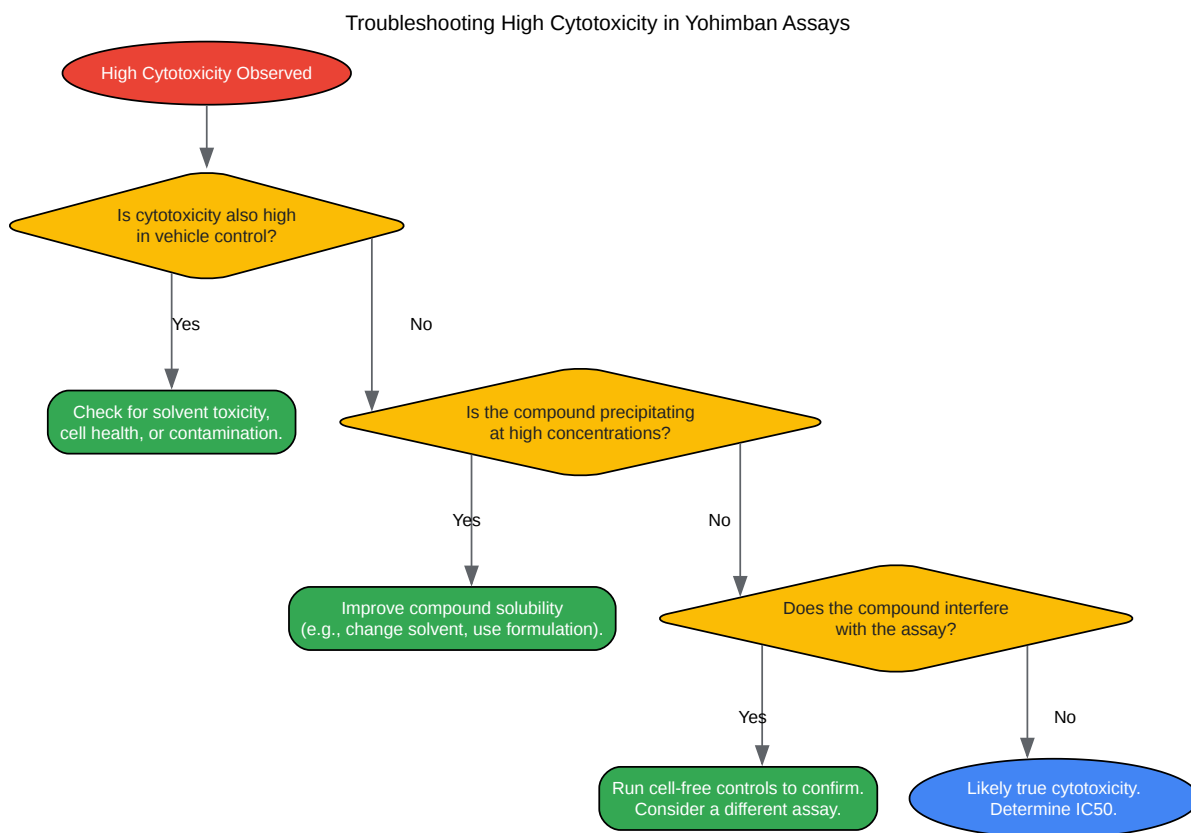 Troubleshooting High Cytotoxicity in Yohimban Assays
High Cytotoxicity Observed
Is cytotoxicity also high
in vehicle control?
Yes
No
Check for solvent toxicity,
cell health, or contamination.
Is the compound precipitating
at high concentrations?
Yes
No
Improve compound solubility
(e.g., change solvent, use formulation).
Does the compound interfere
with the assay?
Yes
No
Run cell-free controls to confirm.
Consider a different assay.
Likely true cytotoxicity.
Determine IC50.